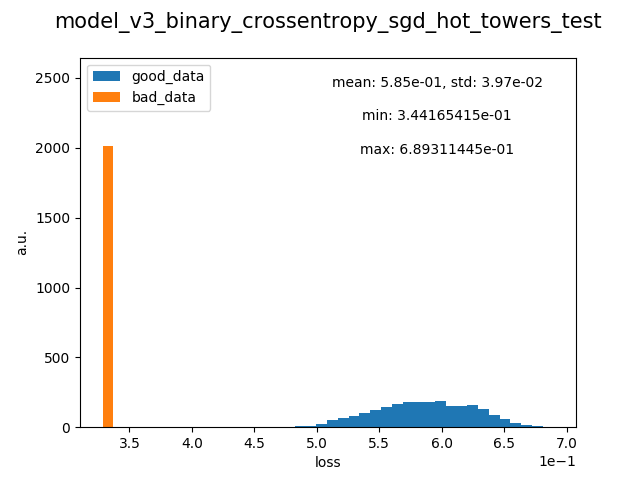 model_v3_binary_crossentropy_sgd_hot_towers_test
good_data
bad_data
mean: 5.85e-01, std: 3.97e-02
min: 3.44165415e-01
max: 6.89311445e-01
2500
2000
1500
1000
500
0
a.u.
3.5 4.0 4.5 5.0 5.5 6.0 6.5 7.0
1e−1
loss